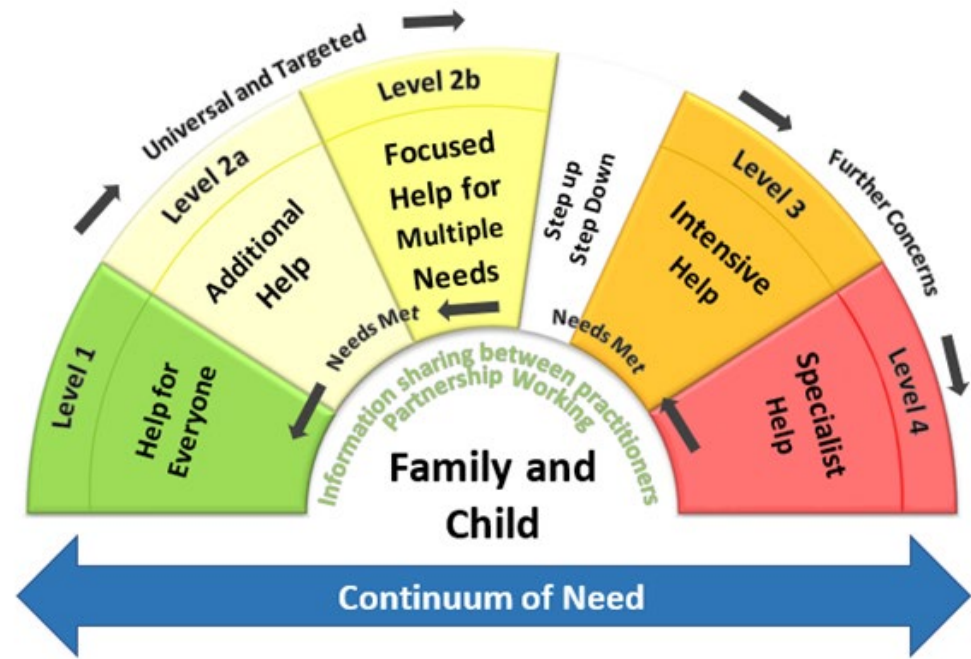 Universal and Targeted
Further Concerns
Level 1
Help for
Everyone
Level 2a
Additional
Help
Level 2b
Focused
Help for
Multiple
Needs
Step up
Step Down
Level 3
Intensive
Help
Level 4
Specialist
Help
Needs Met
Needs Met
Information sharing between practitioners
Partnership Working
Family and
Child
Continuum of Need